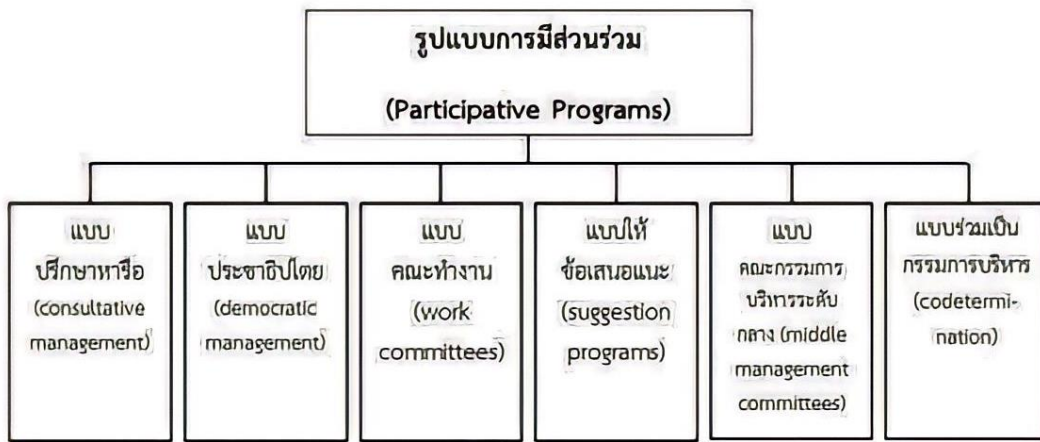 รูปแบบการมีส่วนร่วม
(Participative Programs)
แบบ
ปรึกษาหารือ
(consultative
management)
แบบ
ประชาธิปไตย
(democratic
management)
แบบ
คณะทำงาน
(work
committees)
แบบให้
ข้อเสนอแนะ
(suggestion
programs)
แบบ
คณะกรรมการ
บริหารระดับ
กลาง (middle
management
committees)
แบบร่วมเป็น
กรรมการบริหาร
(codetermi-
nation)